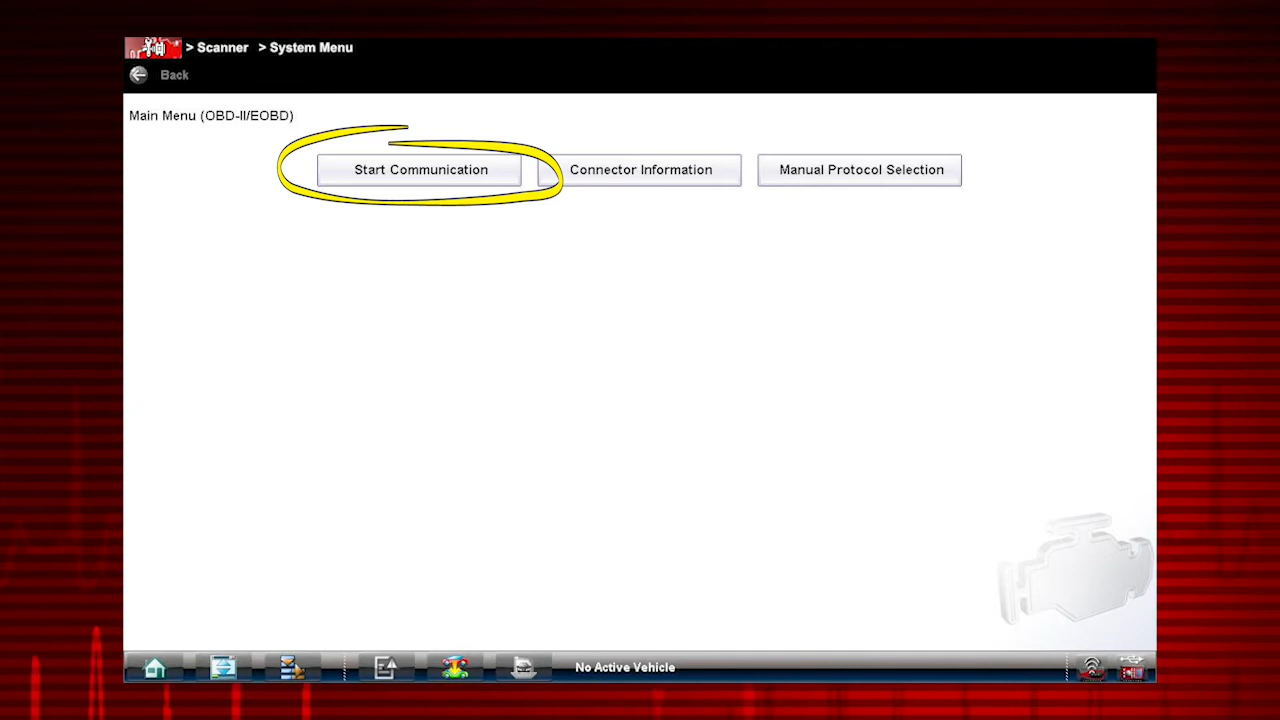 > Scanner > System Menu
Back
Main Menu (OBD-II/EOBD)
Start Communication Connector Information Manual Protocol Selection
No Active Vehicle